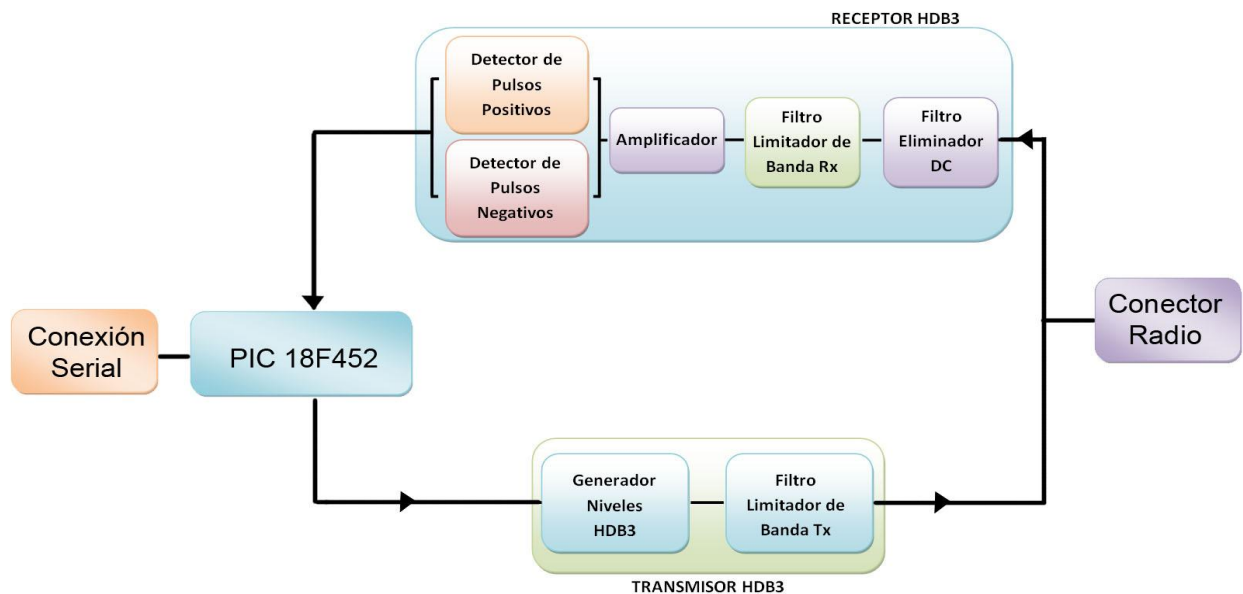 RECEPTOR HDB3
Detector de
Pulsos
Positivos
Detector de
Pulsos
Negativos
Amplificador
Filtro
Limitador de
Banda Rx
Filtro
Eliminador
DC
Conexión
Serial
PIC 18F452
Conector
Radio
Generador
Niveles
HDB3
Filtro
Limitador de
Banda Tx
TRANSMISOR HDB3